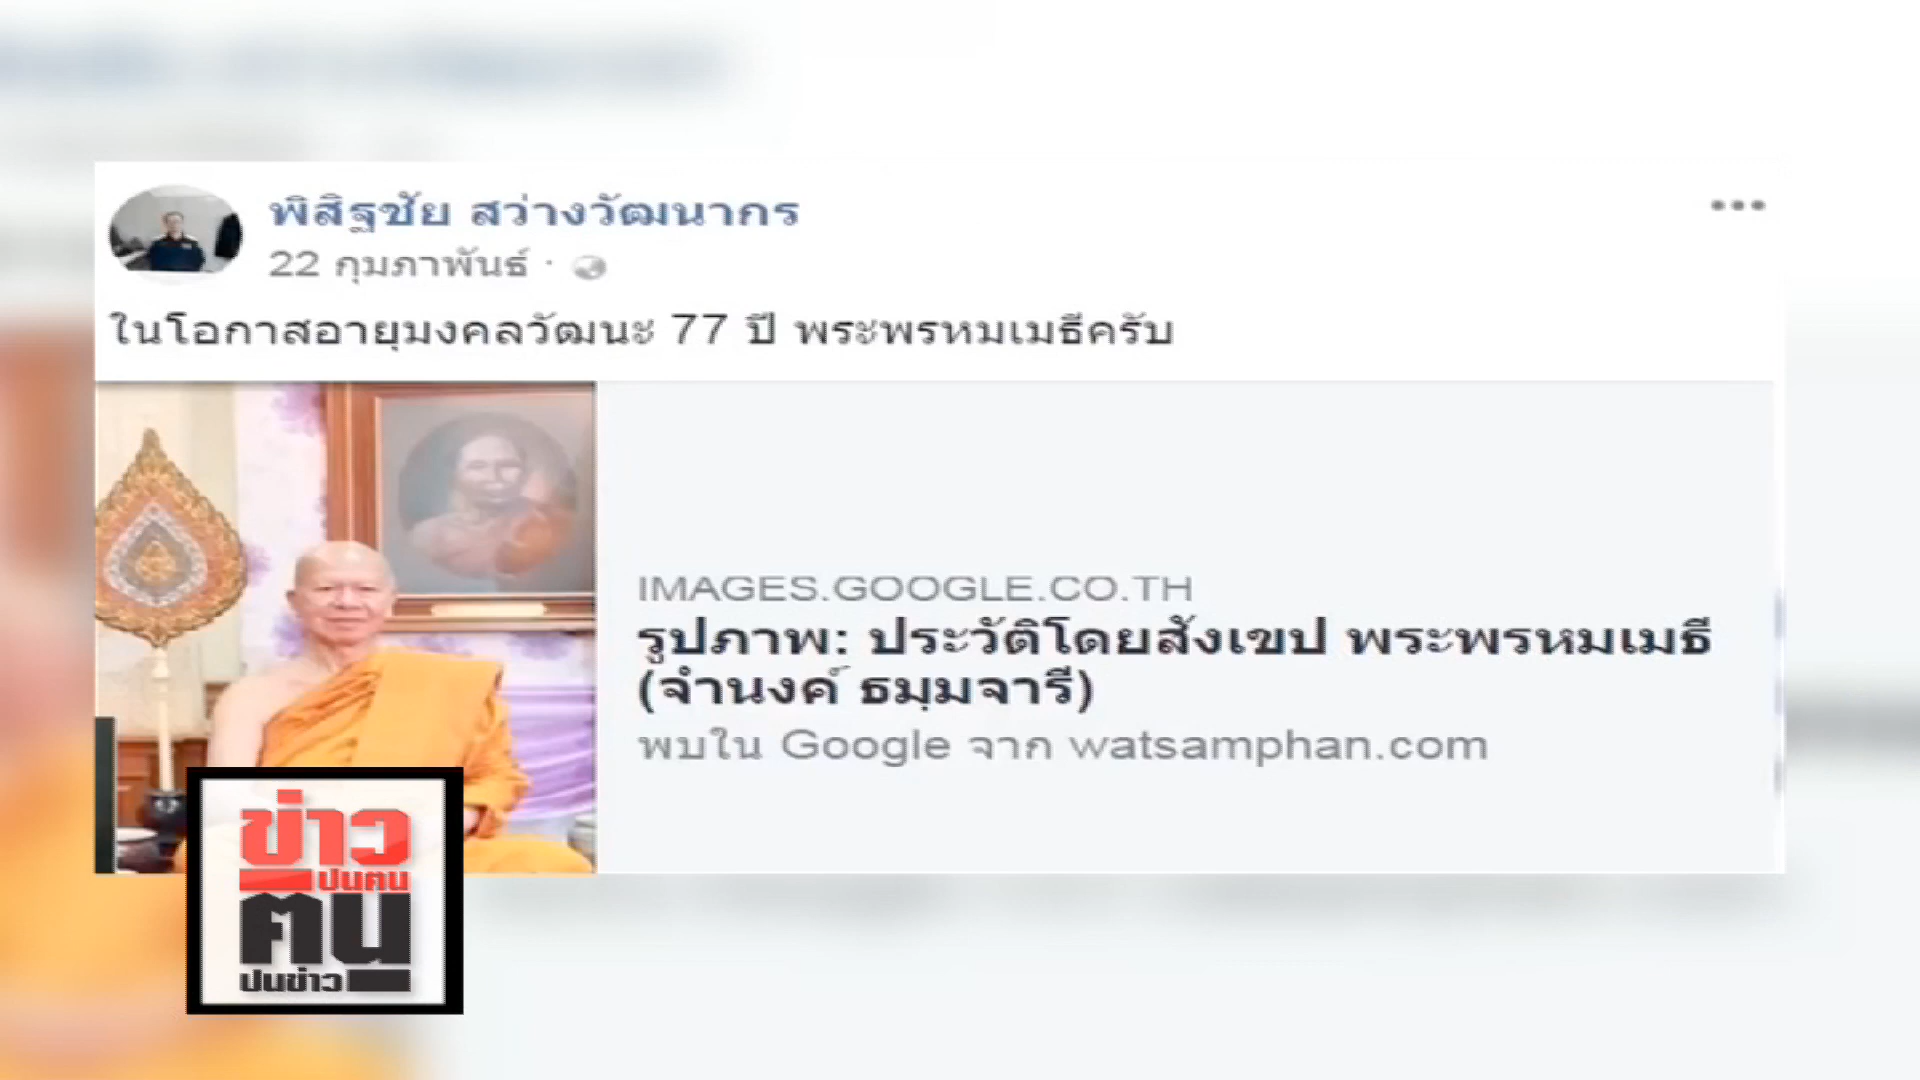 พิสิฐชัย สว่างวัฒนากร
22 กุมภาพันธ์ ·
ในโอกาสอายุมงคลวัฒนะ 77 ปี พระพรหมเมธีครับ
IMAGES.GOOGLE.CO.TH
รูปภาพ: ประวัติโดยสังเขป พระพรหมเมธี
(จำนงค์ ธมฺมจารี)
พบใน Google จาก watsamphan.com
ข่าว
ปนฅน
ฅน
ปนข่าว